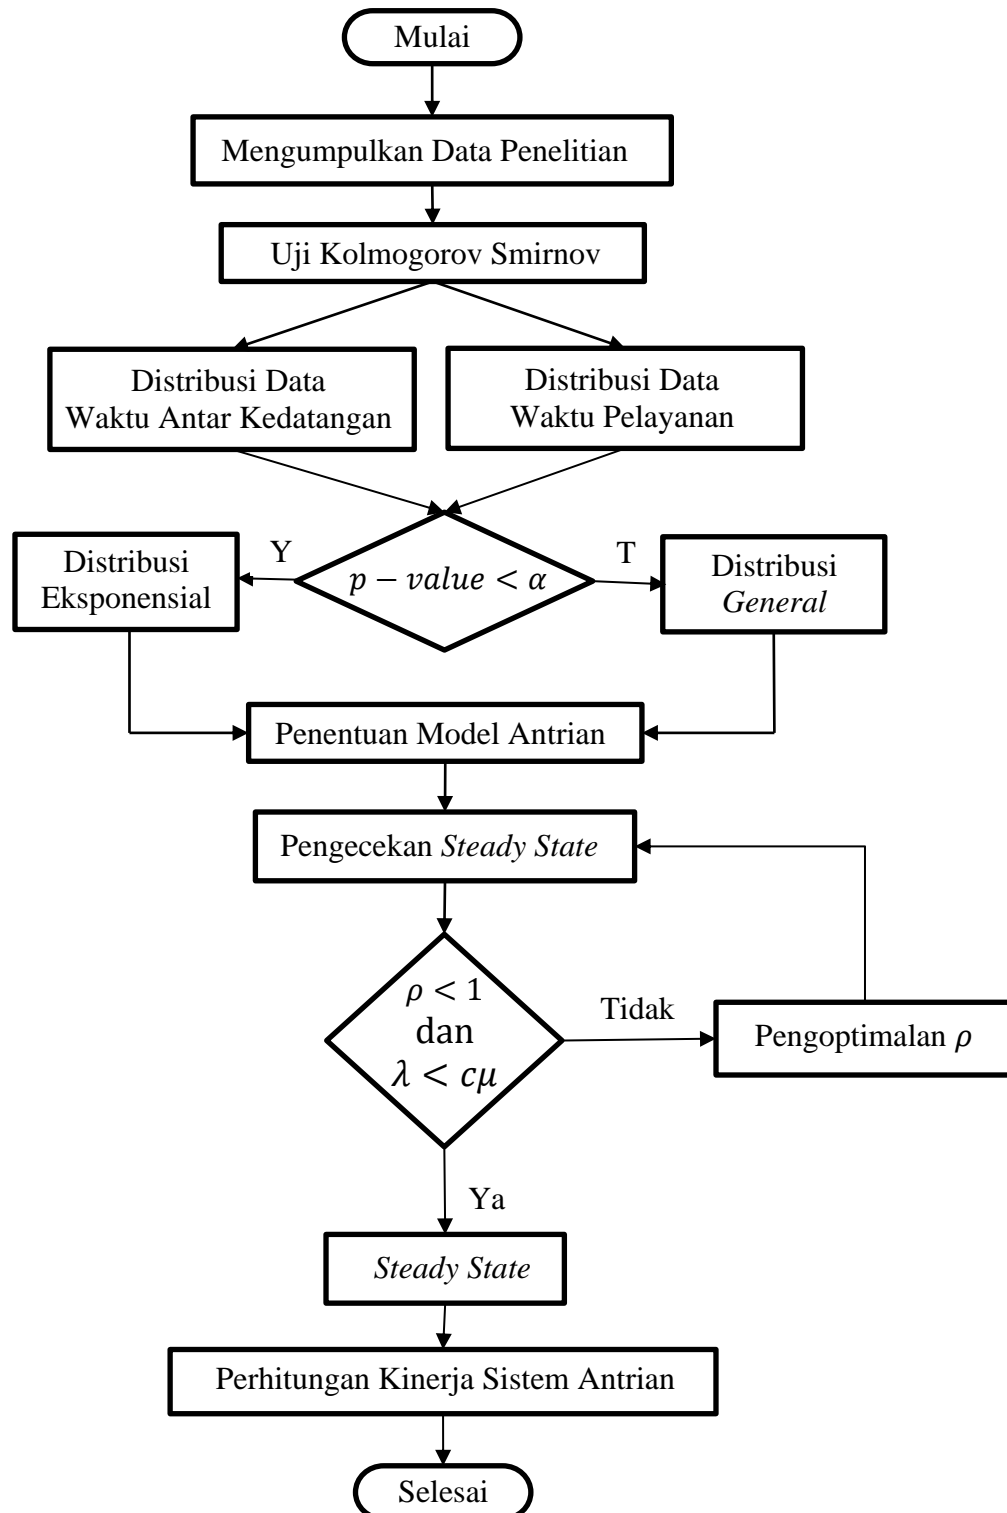 Mulai
Mengumpulkan Data Penelitian
Uji Kolmogorov Smirnov
Distribusi Data
Waktu Antar Kedatangan
Distribusi Data
Waktu Pelayanan
Y
p − value < α
T
Distribusi
Eksponensial
Distribusi
General
Penentuan Model Antrian
Pengecekan Steady State
ρ < 1
dan
λ < cμ
Tidak
Pengoptimalan ρ
Ya
Steady State
Perhitungan Kinerja Sistem Antrian
Selesai